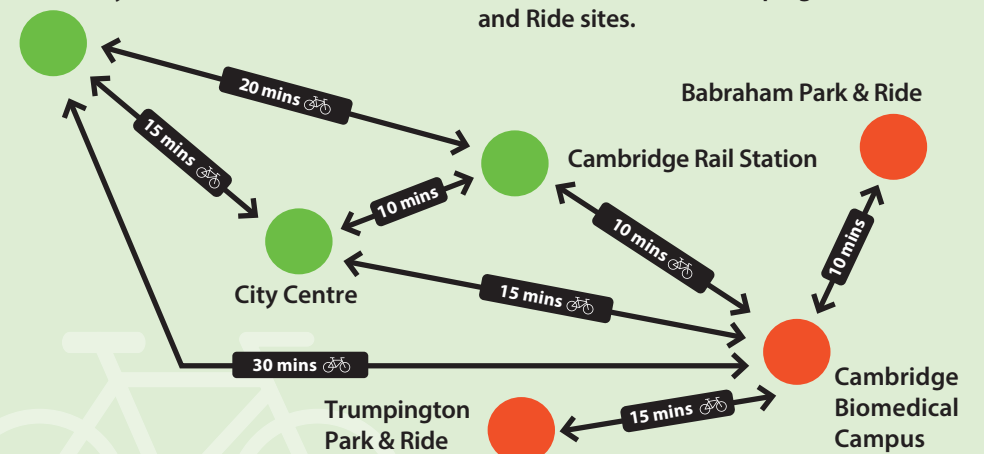 and Ride sites.
20 mins
Babraham Park & Ride
15 mins
Cambridge Rail Station
10 mins
10 mins
10 mins
City Centre
15 mins
30 mins
Cambridge
Biomedical
Campus
Trumpington
Park & Ride
15 mins